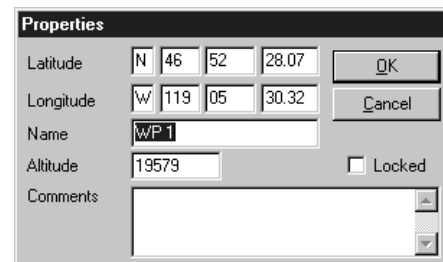 Properties
Latitude N 46 52 28.07 OK
Longitude W 119 05 30.32 Cancel
Name WP 1
Altitude 19579 Locked
Comments